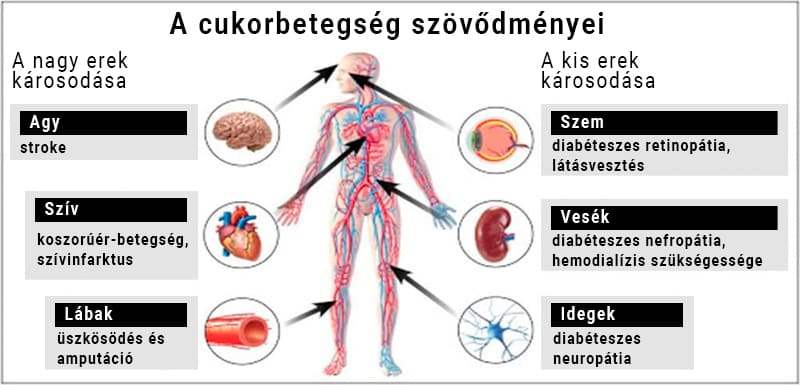 A cukorbetegség szövődményei
A nagy erek
károsodása
Agy
stroke
Szív
koszorúér-betegség,
szívinfarktus
Lábak
üszkösödés és
amputáció
A kis erek
károsodása
Szem
diabéteszes retinopátia,
látásvesztés
Vesék
diabéteszes nefropátia,
hemodialízis szükségessége
Idegek
diabéteszes
neuropátia